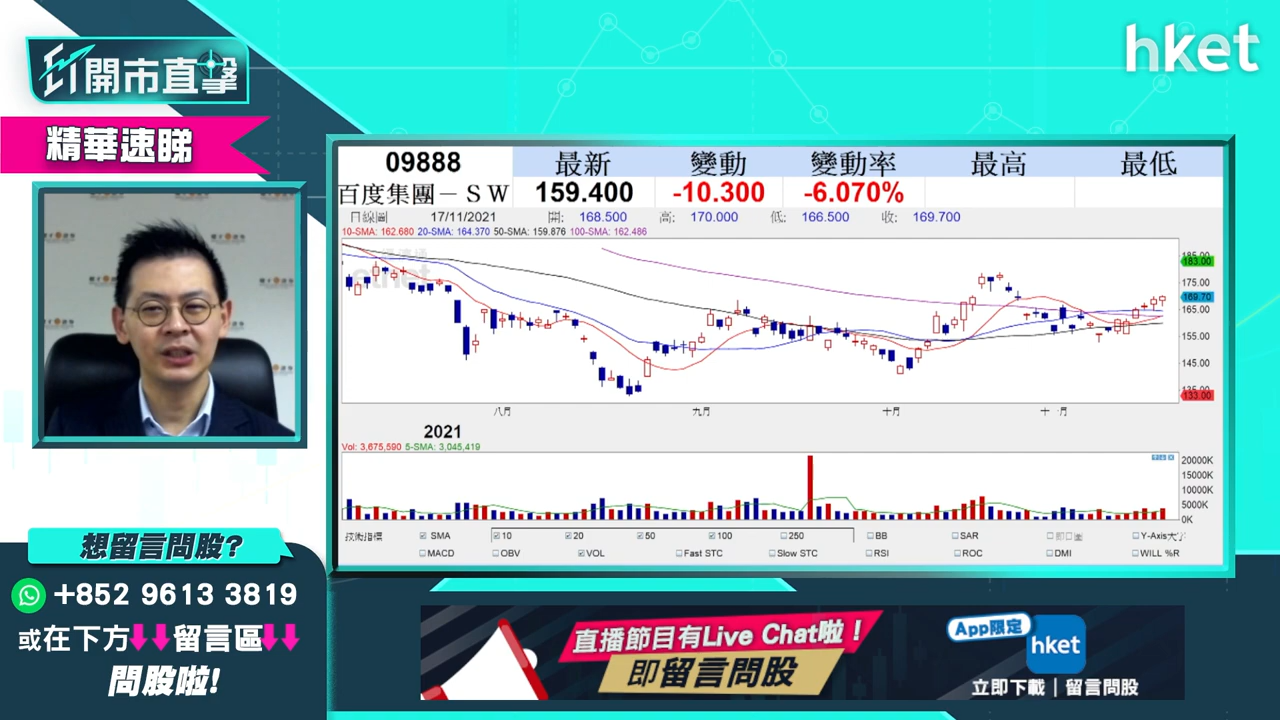 ET開市直擊
hket
精華速睇
09888 最新 變動 變動率 最高 最低
百度集團－ＳＷ 159.400 -10.300 -6.070%
日線圖 17/11/2021 開: 168.500 高: 170.000 低: 166.500 收: 169.700
10-SMA: 162.680 20-SMA: 164.370 50-SMA: 159.876 100-SMA: 162.486
etnet
185.00
183.00
175.00
169.70
165.00
155.00
145.00
135.00
133.00
八月 九月 十月 十一月
2021
Vol: 3,675,590 5-SMA: 3,045,419
20000K
15000K
10000K
5000K
0K
技術指標 SMA 10 20 50 100 250 BB SAR Y-Axis大字
MACD OBV VOL Fast STC Slow STC RSI ROC DMI WILL %R
想留言問股?
+852 9613 3819
或在下方留言區
問股啦!
直播節目有Live Chat啦！
即留言問股
App限定
hket
立即下載｜留言問股